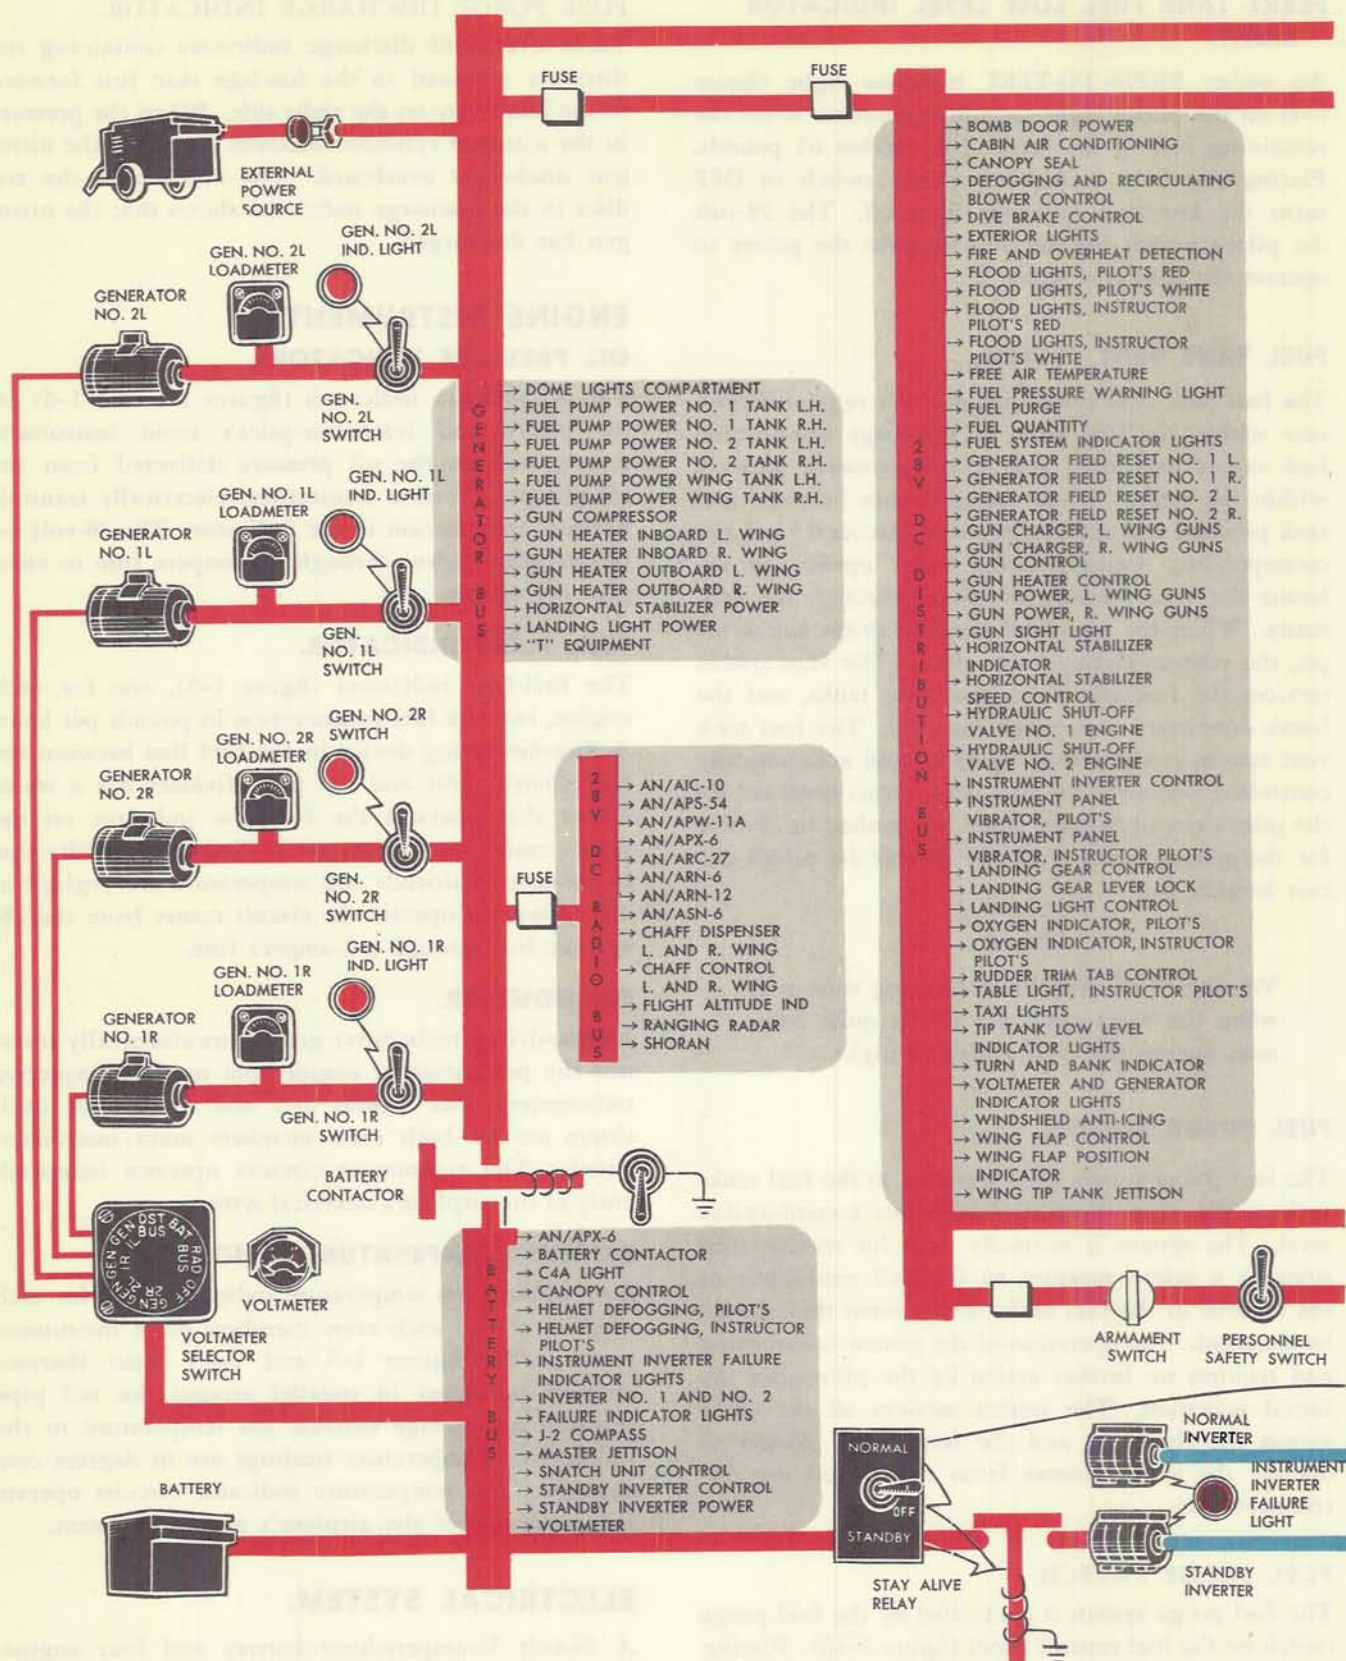 FUSE
FUSE
EXTERNAL
POWER
SOURCE
GEN. NO. 2L
IND. LIGHT
GEN. NO. 2L
LOADMETER
GENERATOR
NO. 2L
GEN.
NO. 2L
SWITCH
GEN. NO. 1L
IND. LIGHT
GEN. NO. 1L
LOADMETER
GENERATOR
NO. 1L
GEN.
NO. 1L
SWITCH
GEN. NO. 2R
SWITCH
GEN. NO. 2R
LOADMETER
GENERATOR
NO. 2R
GEN.
NO. 2R
SWITCH
GEN. NO. 1R
IND. LIGHT
GEN. NO. 1R
LOADMETER
GENERATOR
NO. 1R
GEN. NO. 1R
SWITCH
GENERATOR BUS
→ DOME LIGHTS COMPARTMENT
→ FUEL PUMP POWER NO. 1 TANK L.H.
→ FUEL PUMP POWER NO. 1 TANK R.H.
→ FUEL PUMP POWER NO. 2 TANK L.H.
→ FUEL PUMP POWER NO. 2 TANK R.H.
→ FUEL PUMP POWER WING TANK L.H.
→ FUEL PUMP POWER WING TANK R.H.
→ GUN COMPRESSOR
→ GUN HEATER INBOARD L. WING
→ GUN HEATER INBOARD R. WING
→ GUN HEATER OUTBOARD L. WING
→ GUN HEATER OUTBOARD R. WING
→ HORIZONTAL STABILIZER POWER
→ LANDING LIGHT POWER
→ "T" EQUIPMENT
FUSE
28V DC RADIO BUS
→ AN/AIC-10
→ AN/APS-54
→ AN/APW-11A
→ AN/APX-6
→ AN/ARC-27
→ AN/ARN-6
→ AN/ARN-12
→ AN/ASN-6
→ CHAFF DISPENSER
L. AND R. WING
→ CHAFF CONTROL
L. AND R. WING
→ FLIGHT ALTITUDE IND
→ RANGING RADAR
→ SHORAN
28V DC DISTRIBUTION BUS
→ BOMB DOOR POWER
→ CABIN AIR CONDITIONING
→ CANOPY SEAL
→ DEFOGGING AND RECIRCULATING
BLOWER CONTROL
→ DIVE BRAKE CONTROL
→ EXTERIOR LIGHTS
→ FIRE AND OVERHEAT DETECTION
→ FLOOD LIGHTS, PILOT'S RED
→ FLOOD LIGHTS, PILOT'S WHITE
→ FLOOD LIGHTS, INSTRUCTOR
PILOT'S RED
→ FLOOD LIGHTS, INSTRUCTOR
PILOT'S WHITE
→ FREE AIR TEMPERATURE
→ FUEL PRESSURE WARNING LIGHT
→ FUEL PURGE
→ FUEL QUANTITY
→ FUEL SYSTEM INDICATOR LIGHTS
→ GENERATOR FIELD RESET NO. 1 L.
→ GENERATOR FIELD RESET NO. 1 R.
→ GENERATOR FIELD RESET NO. 2 L.
→ GENERATOR FIELD RESET NO. 2 R.
→ GUN CHARGER, L. WING GUNS
→ GUN CHARGER, R. WING GUNS
→ GUN CONTROL
→ GUN HEATER CONTROL
→ GUN POWER, L. WING GUNS
→ GUN POWER, R. WING GUNS
→ GUN SIGHT LIGHT
→ HORIZONTAL STABILIZER
INDICATOR
→ HORIZONTAL STABILIZER
SPEED CONTROL
→ HYDRAULIC SHUT-OFF
VALVE NO. 1 ENGINE
→ HYDRAULIC SHUT-OFF
VALVE NO. 2 ENGINE
→ INSTRUMENT INVERTER CONTROL
→ INSTRUMENT PANEL
VIBRATOR, PILOT'S
→ INSTRUMENT PANEL
VIBRATOR, INSTRUCTOR PILOT'S
→ LANDING GEAR CONTROL
→ LANDING GEAR LEVER LOCK
→ LANDING LIGHT CONTROL
→ OXYGEN INDICATOR, PILOT'S
→ OXYGEN INDICATOR, INSTRUCTOR
PILOT'S
→ RUDDER TRIM TAB CONTROL
→ TABLE LIGHT, INSTRUCTOR PILOT'S
→ TAXI LIGHTS
→ TIP TANK LOW LEVEL
INDICATOR LIGHTS
→ TURN AND BANK INDICATOR
→ VOLTMETER AND GENERATOR
INDICATOR LIGHTS
→ WINDSHIELD ANTI-ICING
→ WING FLAP CONTROL
→ WING FLAP POSITION
INDICATOR
→ WING TIP TANK JETTISON
BATTERY
CONTACTOR
DST BUS
BAT BUS
RAD
OFF
2L
GEN 2R
GEN 1R
GEN 1L
VOLTMETER
VOLTMETER
SELECTOR
SWITCH
BATTERY
BATTERY BUS
→ AN/APX-6
→ BATTERY CONTACTOR
→ C4A LIGHT
→ CANOPY CONTROL
→ HELMET DEFOGGING, PILOT'S
→ HELMET DEFOGGING, INSTRUCTOR
PILOT'S
→ INSTRUMENT INVERTER FAILURE
INDICATOR LIGHTS
→ INVERTER NO. 1 AND NO. 2
→ FAILURE INDICATOR LIGHTS
→ J-2 COMPASS
→ MASTER JETTISON
→ SNATCH UNIT CONTROL
→ STANDBY INVERTER CONTROL
→ STANDBY INVERTER POWER
→ VOLTMETER
ARMAMENT
SWITCH
PERSONNEL
SAFETY SWITCH
NORMAL
OFF
STANDBY
STAY ALIVE
RELAY
NORMAL
INVERTER
INSTRUMENT
INVERTER
FAILURE
LIGHT
STANDBY
INVERTER